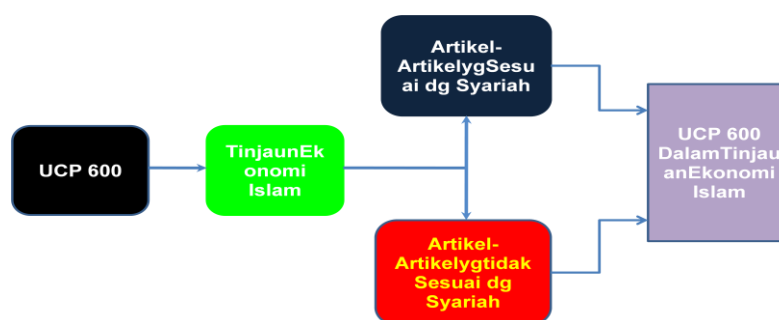 UCP 600
TinjaunEk
onomi
Islam
Artikel-
ArtikelygSesu
ai dg Syariah
Artikel-
Artikelygtidak
Sesuai dg
Syariah
UCP 600
DalamTinjau
anEkonomi
Islam